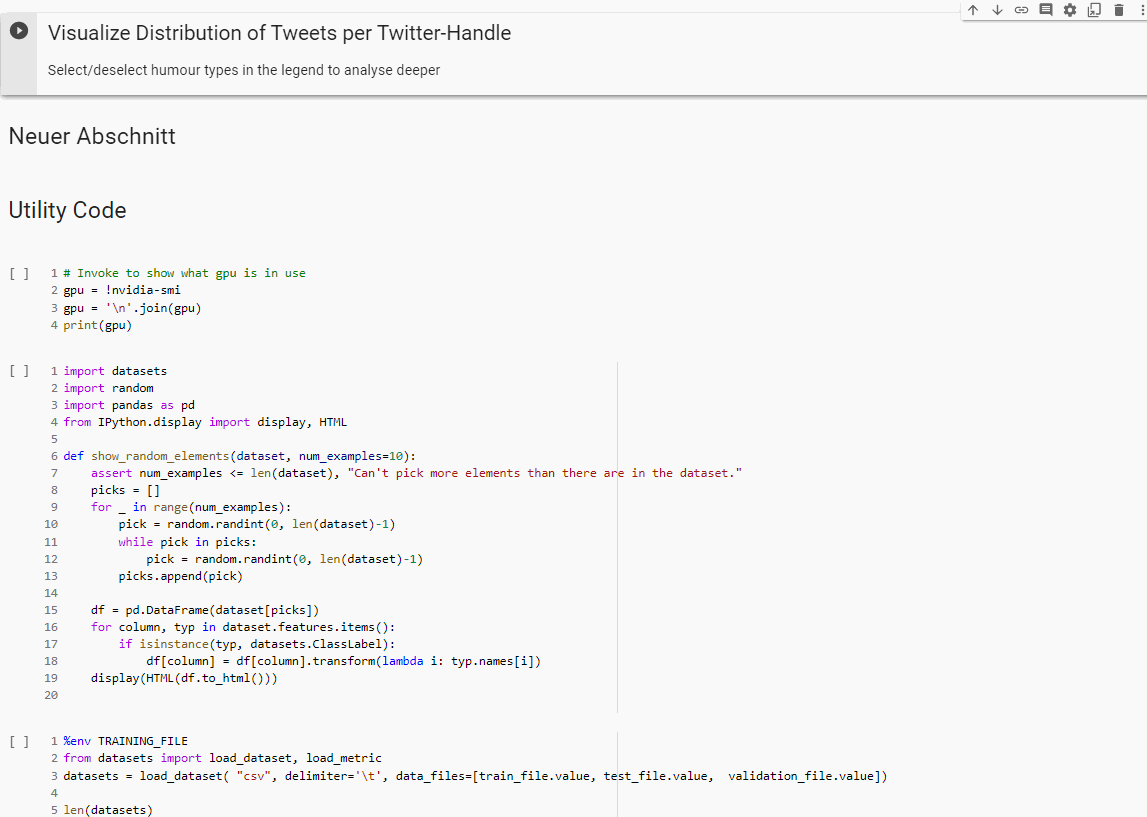 Visualize Distribution of Tweets per Twitter-Handle
Select/deselect humour types in the legend to analyse deeper
Neuer Abschnitt
Utility Code
[ ]
1 # Invoke to show what gpu is in use
2 gpu = !nvidia-smi
3 gpu = '\n'.join(gpu)
4 print(gpu)
[ ]
1 import datasets
2 import random
3 import pandas as pd
4 from IPython.display import display, HTML
5
6 def show_random_elements(dataset, num_examples=10):
7     assert num_examples <= len(dataset), "Can't pick more elements than there are in the dataset."
8     picks = []
9     for _ in range(num_examples):
10         pick = random.randint(0, len(dataset)-1)
11         while pick in picks:
12             pick = random.randint(0, len(dataset)-1)
13         picks.append(pick)
14
15     df = pd.DataFrame(dataset[picks])
16     for column, typ in dataset.features.items():
17         if isinstance(typ, datasets.ClassLabel):
18             df[column] = df[column].transform(lambda i: typ.names[i])
19     display(HTML(df.to_html()))
20
[ ]
1 %env TRAINING_FILE
2 from datasets import load_dataset, load_metric
3 datasets = load_dataset( "csv", delimiter='\t', data_files=[train_file.value, test_file.value,  validation_file.value])
4
5 len(datasets)